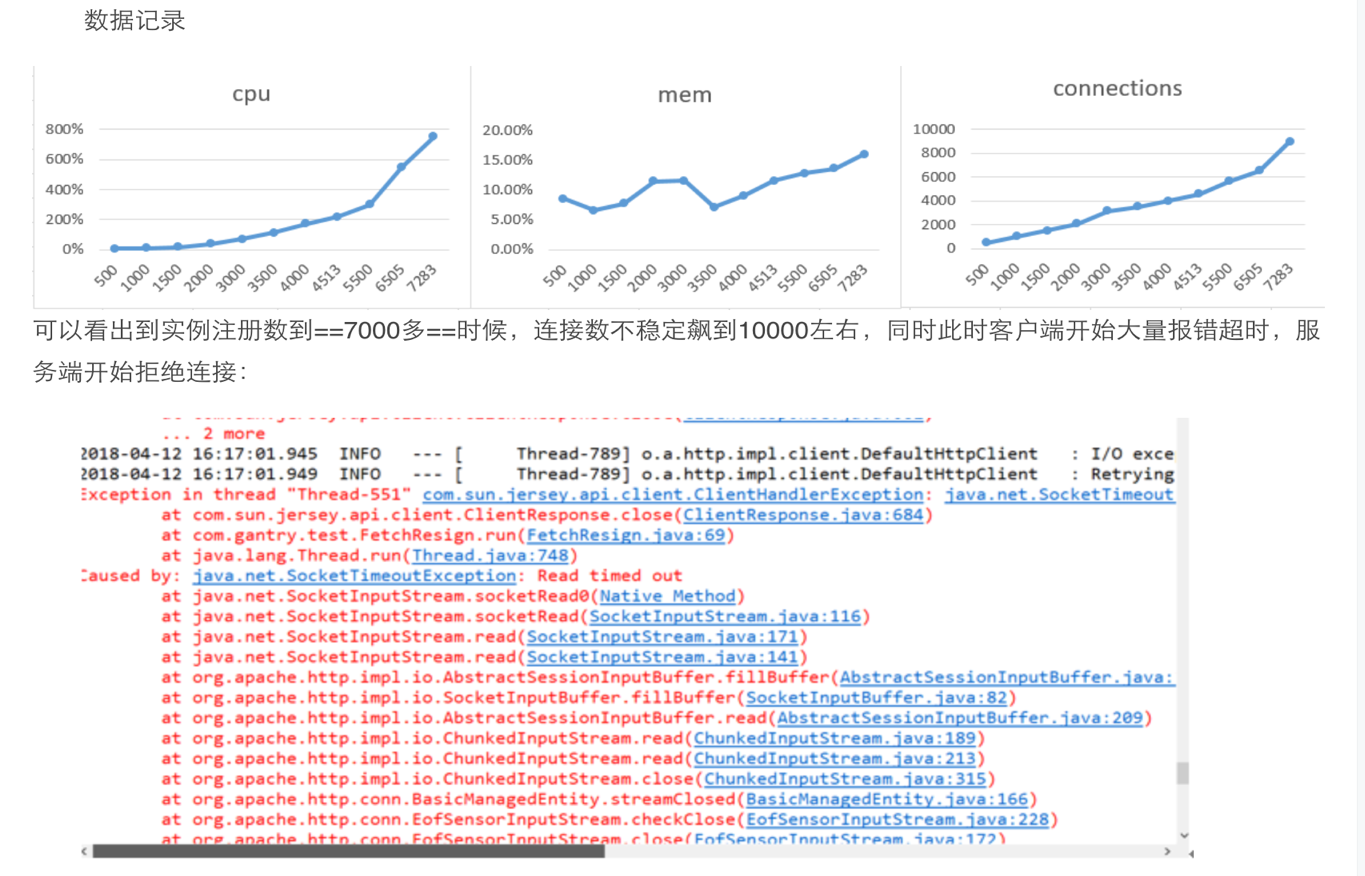 数据记录
cpu
800%
600%
400%
200%
0%
500 1000 1500 2000 3000 3500 4000 4513 5500 6505 7283
mem
20.00%
15.00%
10.00%
5.00%
0.00%
500 1000 1500 2000 3000 3500 4000 4513 5500 6505 7283
connections
10000
8000
6000
4000
2000
0
500 1000 1500 2000 3000 3500 4000 4513 5500 6505 7283
可以看出到实例注册数到==7000多==时候，连接数不稳定飙到10000左右，同时此时客户端开始大量报错超时，服
务端开始拒绝连接：
... 2 more
2018-04-12 16:17:01.945 INFO --- [ Thread-789] o.a.http.impl.client.DefaultHttpClient : I/O exce
2018-04-12 16:17:01.949 INFO --- [ Thread-789] o.a.http.impl.client.DefaultHttpClient : Retrying
Exception in thread "Thread-551" com.sun.jersey.api.client.ClientHandlerException: java.net.SocketTimeout
at com.sun.jersey.api.client.ClientResponse.close(ClientResponse.java:684)
at com.gantry.test.FetchResign.run(FetchResign.java:69)
at java.lang.Thread.run(Thread.java:748)
Caused by: java.net.SocketTimeoutException: Read timed out
at java.net.SocketInputStream.socketRead0(Native Method)
at java.net.SocketInputStream.socketRead(SocketInputStream.java:116)
at java.net.SocketInputStream.read(SocketInputStream.java:171)
at java.net.SocketInputStream.read(SocketInputStream.java:141)
at org.apache.http.impl.io.AbstractSessionInputBuffer.fillBuffer(AbstractSessionInputBuffer.java:
at org.apache.http.impl.io.SocketInputBuffer.fillBuffer(SocketInputBuffer.java:82)
at org.apache.http.impl.io.AbstractSessionInputBuffer.read(AbstractSessionInputBuffer.java:209)
at org.apache.http.impl.io.ChunkedInputStream.read(ChunkedInputStream.java:189)
at org.apache.http.impl.io.ChunkedInputStream.read(ChunkedInputStream.java:213)
at org.apache.http.impl.io.ChunkedInputStream.close(ChunkedInputStream.java:315)
at org.apache.http.conn.BasicManagedEntity.streamClosed(BasicManagedEntity.java:166)
at org.apache.http.conn.EofSensorInputStream.checkClose(EofSensorInputStream.java:228)
at org.apache.http.conn.EofSensorInputStream.close(EofSensorInputStream.java:172)